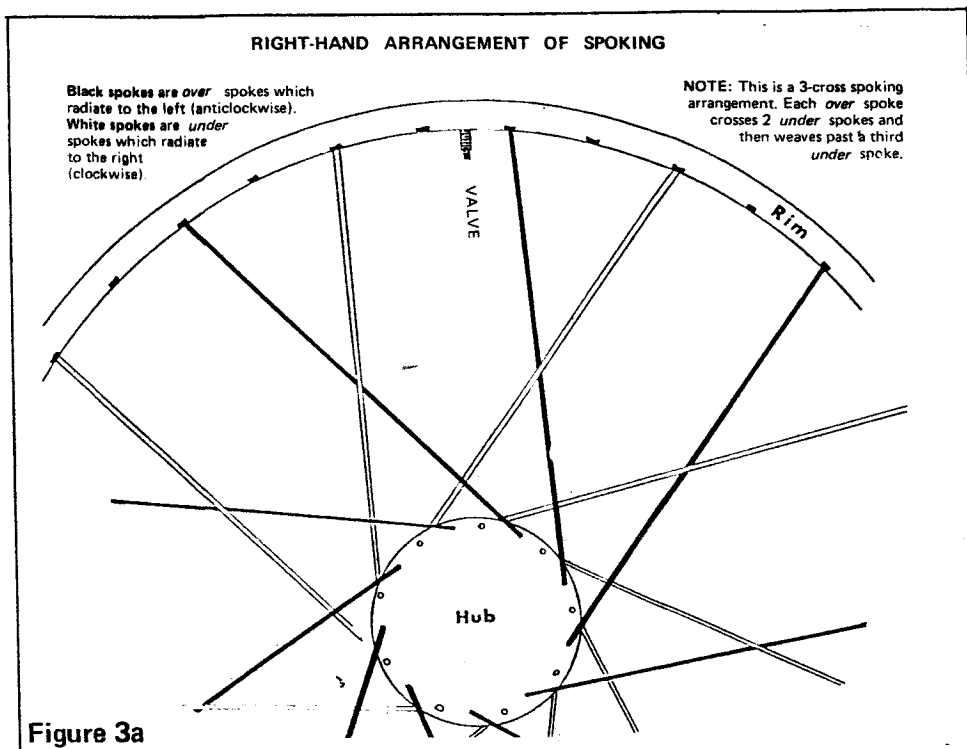 RIGHT-HAND ARRANGEMENT OF SPOKING
Black spokes are over spokes which
radiate to the left (anticlockwise).
White spokes are under
spokes which radiate
to the right
(clockwise).
NOTE: This is a 3-cross spoking
arrangement. Each over spoke
crosses 2 under spokes and
then weaves past a third
under spoke.
VALVE
Rim
Hub
Figure 3a